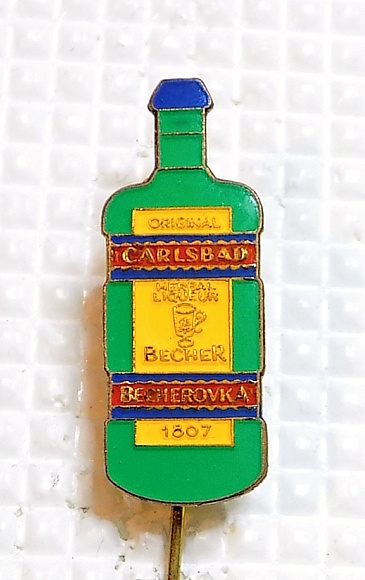 ORIGINAL
CARLSBAD
HERBAL
LIQUEUR
BECHER
BECHEROVKA
1807